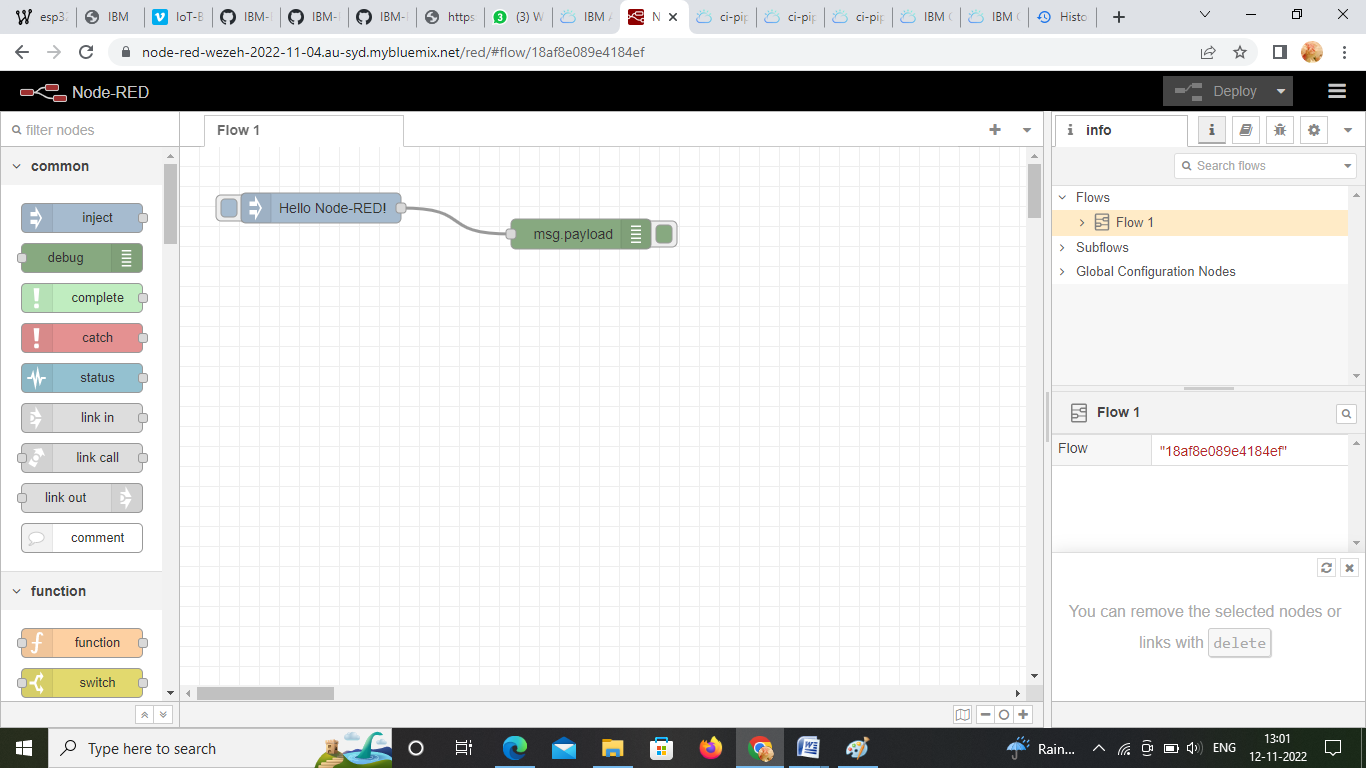 esp32
IBM
IoT-B
IBM-I
IBM-I
IBM-I
https
(3) W
IBM A
N
ci-pip
ci-pip
ci-pip
IBM C
IBM C
Histo
node-red-wezeh-2022-11-04.au-syd.mybluemix.net/red/#flow/18af8e089e4184ef
Node-RED
Deploy
filter nodes
Flow 1
info
common
inject
debug
complete
catch
status
link in
link call
link out
comment
function
function
switch
Hello Node-RED!
msg.payload
Search flows
Flows
Flow 1
Subflows
Global Configuration Nodes
Flow 1
Flow
"18af8e089e4184ef"
You can remove the selected nodes or
links with delete
Type here to search
Rain...
ENG
13:01
12-11-2022